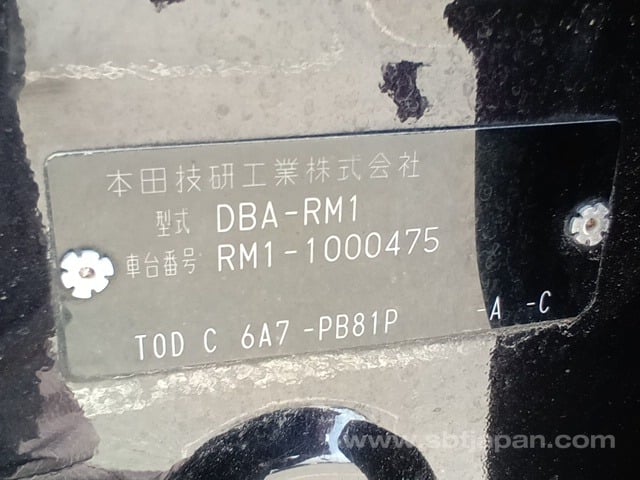 本田技研工業株式会社
型式 DBA-RM1
車台番号 RM1-1000475
TOD C 6A7 -PB81P -A -C
www.sbtjapan.com